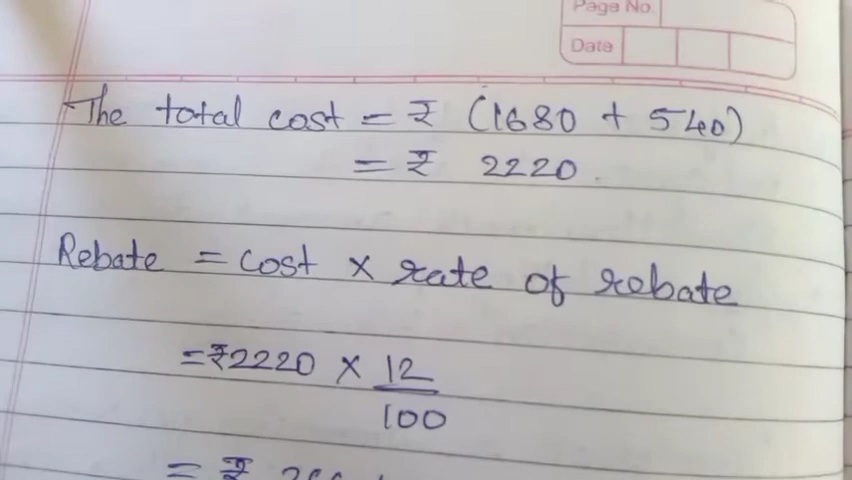 Page No.
Date
The total cost = ₹ (1680 + 540)
= ₹ 2220
Rebate = cost × rate of rebate
= ₹2220 × 12
100
= ₹